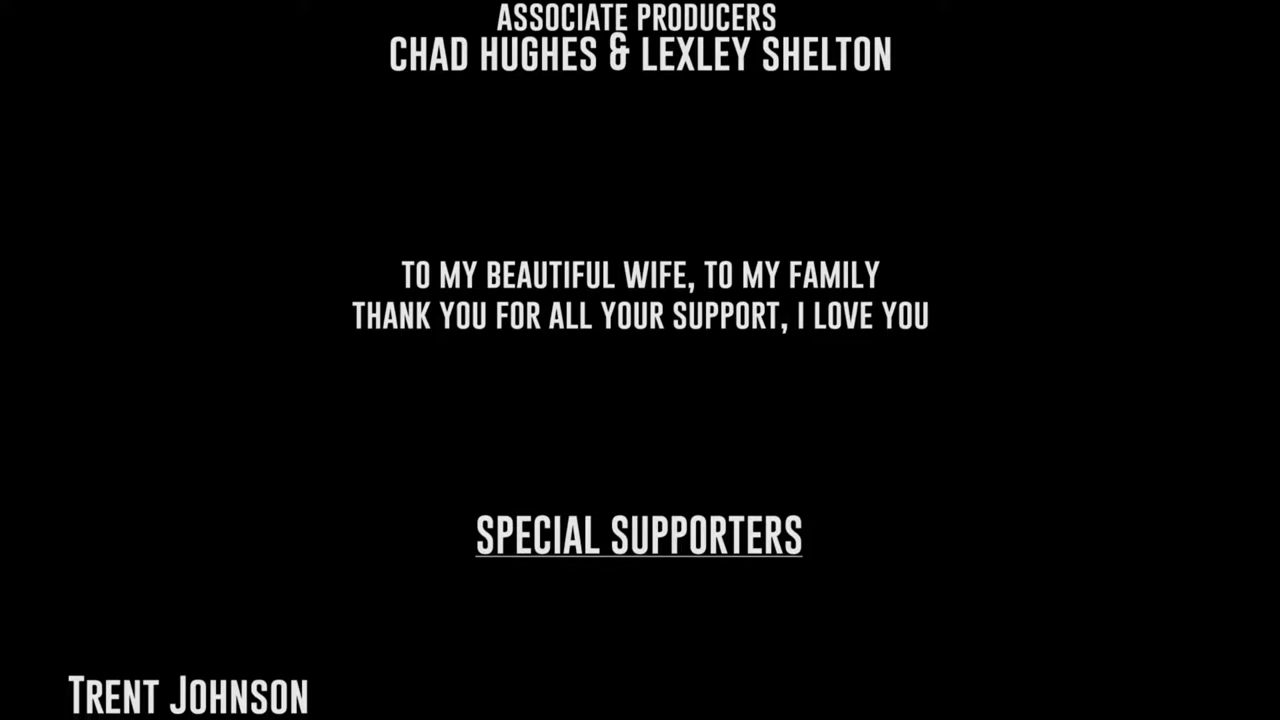 ASSOCIATE PRODUCERS
CHAD HUGHES & LEXLEY SHELTON
TO MY BEAUTIFUL WIFE, TO MY FAMILY
THANK YOU FOR ALL YOUR SUPPORT, I LOVE YOU
SPECIAL SUPPORTERS
TRENT JOHNSON